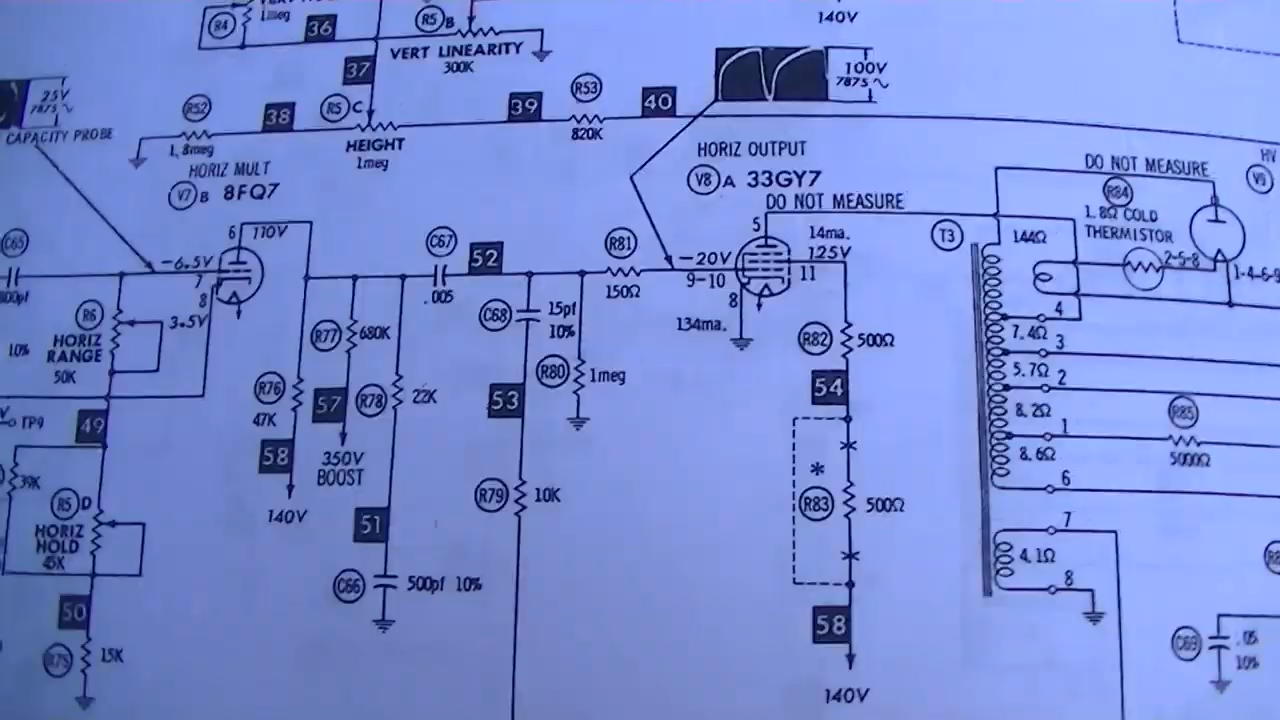 R4
1meg
36
R5 B
VERT LINEARITY
300K
140V
37
25V
7875
CAPACITY PROBE
R52
1.8meg
38
R5 C
HEIGHT
1meg
39
R53
820K
40
100V
7875
HORIZ MULT
V7 B 8FQ7
HORIZ OUTPUT
V8 A 33GY7
DO NOT MEASURE
DO NOT MEASURE
HV
V9
R84
1.8Ω COLD
THERMISTOR
2-5-8
C65
-6.5V
7
8
3.5V
6
110V
R6
HORIZ
RANGE
50K
10%
TP9
49
39K
R5 D
HORIZ
HOLD
45K
50
R75
15K
R76
47K
58
140V
R77
680K
57
350V
BOOST
R78
22K
51
C66
500pf 10%
C67
.005
52
C68
15pf
10%
53
R79
10K
R80
1meg
R81
150Ω
-20V
9-10
5
8
134ma.
14ma.
125V
11
R82
500Ω
54
*
R83
500Ω
58
140V
T3
144Ω
4
7.4Ω
3
5.7Ω
2
8.2Ω
1
8.6Ω
6
R85
5000Ω
7
4.1Ω
8
C69
.05
10%